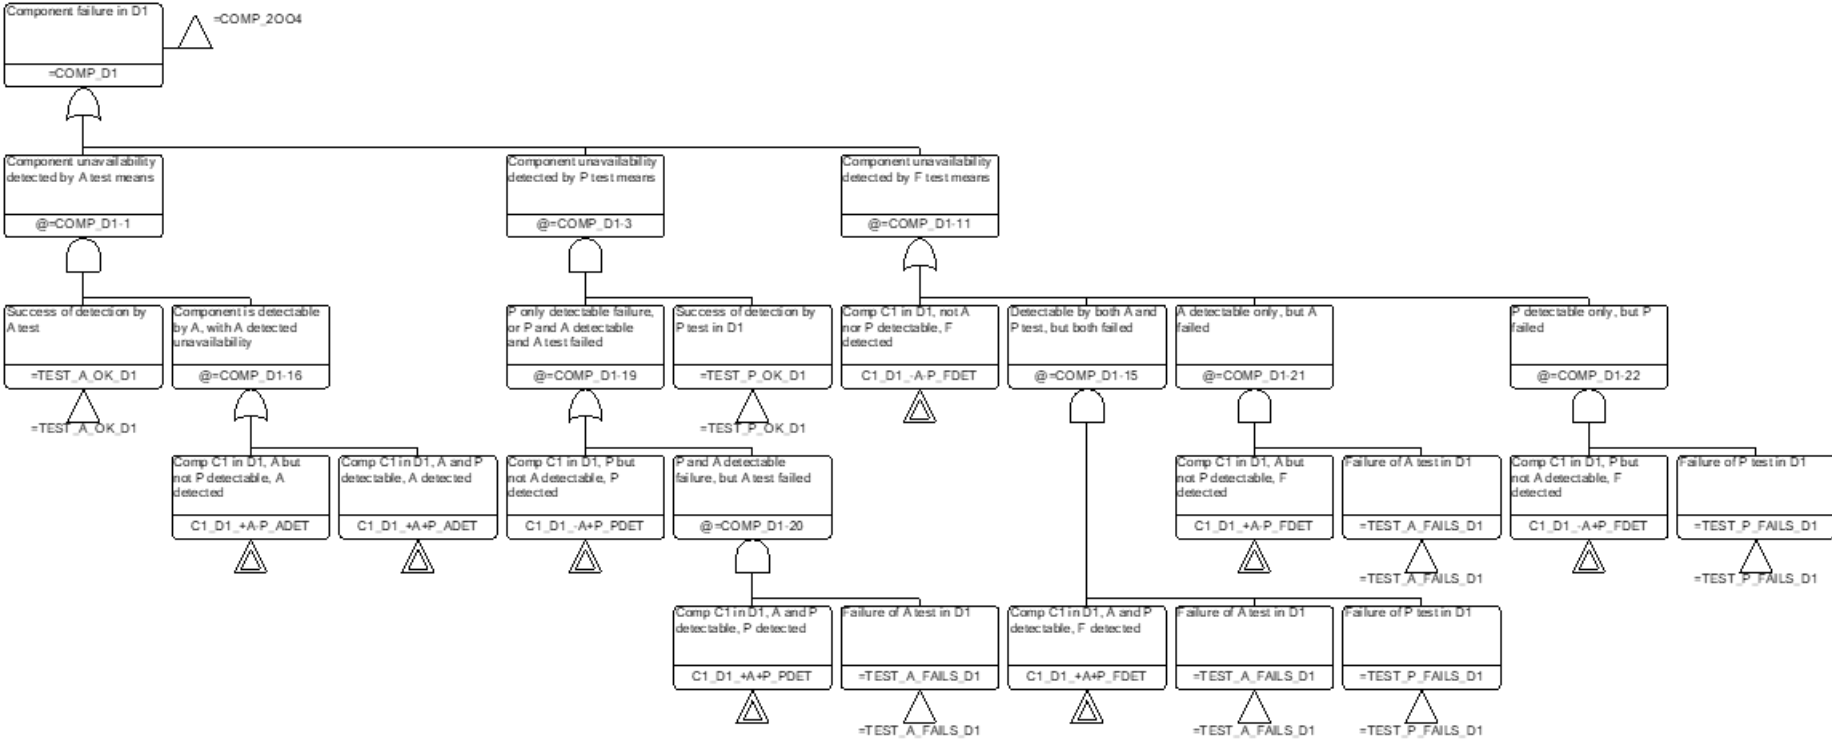 Component failure in D1
=COMP_D1
=COMP_2OO4
Component unavailability
detected by A test means
@=COMP_D1-1
Component unavailability
detected by P test means
@=COMP_D1-3
Component unavailability
detected by F test means
@=COMP_D1-11
Success of detection by
A test
=TEST_A_OK_D1
=TEST_A_OK_D1
Component is detectable
by A, with A detected
unavailability
@=COMP_D1-16
P only detectable failure,
or P and A detectable
and A test failed
@=COMP_D1-19
Success of detection by
P test in D1
=TEST_P_OK_D1
=TEST_P_OK_D1
Comp C1 in D1, not A
nor P detectable, F
detected
C1_D1_-A-P_FDET
Detectable by both A and
P test, but both failed
@=COMP_D1-15
A detectable only, but A
failed
@=COMP_D1-21
P detectable only, but P
failed
@=COMP_D1-22
Comp C1 in D1, A but
not P detectable, A
detected
C1_D1_+A-P_ADET
Comp C1 in D1, A and P
detectable, A detected
C1_D1_+A+P_ADET
Comp C1 in D1, P but
not A detectable, P
detected
C1_D1_-A+P_PDET
P and A detectable
failure, but A test failed
@=COMP_D1-20
Comp C1 in D1, A but
not P detectable, F
detected
C1_D1_+A-P_FDET
Failure of A test in D1
=TEST_A_FAILS_D1
=TEST_A_FAILS_D1
Comp C1 in D1, P but
not A detectable, F
detected
C1_D1_-A+P_FDET
Failure of P test in D1
=TEST_P_FAILS_D1
=TEST_P_FAILS_D1
Comp C1 in D1, A and P
detectable, P detected
C1_D1_+A+P_PDET
Failure of A test in D1
=TEST_A_FAILS_D1
=TEST_A_FAILS_D1
Comp C1 in D1, A and P
detectable, F detected
C1_D1_+A+P_FDET
Failure of A test in D1
=TEST_A_FAILS_D1
=TEST_A_FAILS_D1
Failure of P test in D1
=TEST_P_FAILS_D1
=TEST_P_FAILS_D1